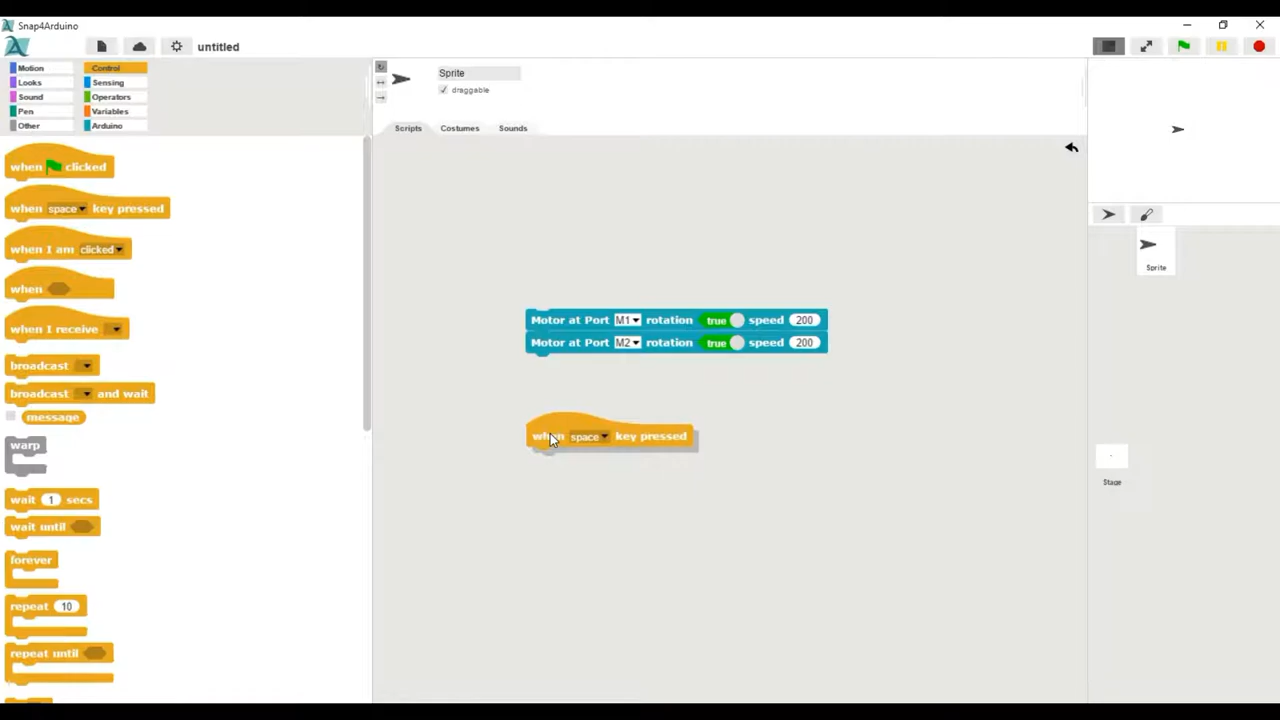 Snap4Arduino
untitled
Motion Control
Looks Sensing
Sound Operators
Pen Variables
Other Arduino
Sprite
draggable
Scripts Costumes Sounds
when clicked
when space key pressed
when I am clicked
when
when I receive
broadcast
broadcast and wait
message
warp
wait 1 secs
wait until
forever
repeat 10
repeat until
Motor at Port M1 rotation true speed 200
Motor at Port M2 rotation true speed 200
when space key pressed
Sprite
Stage